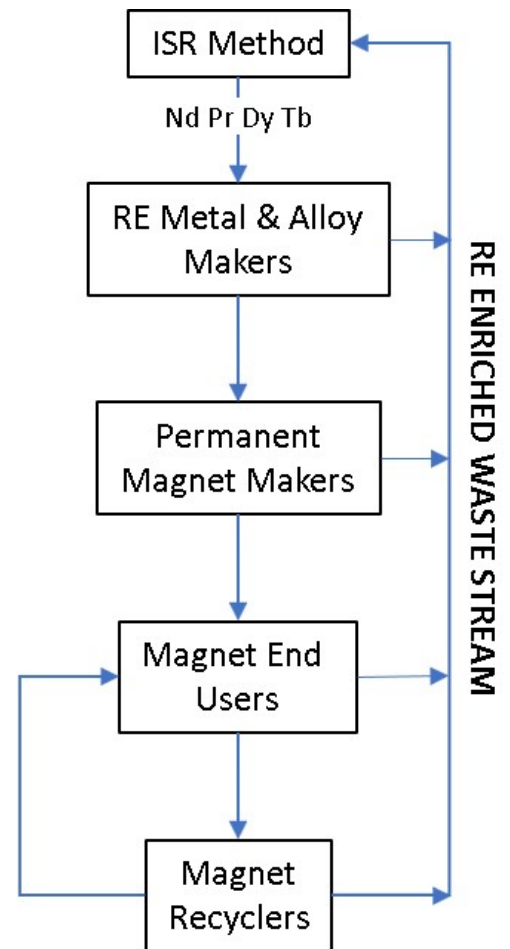 ISR Method
Nd Pr Dy Tb
RE Metal & Alloy
Makers
Permanent
Magnet Makers
Magnet End
Users
Magnet
Recyclers
RE ENRICHED WASTE STREAM